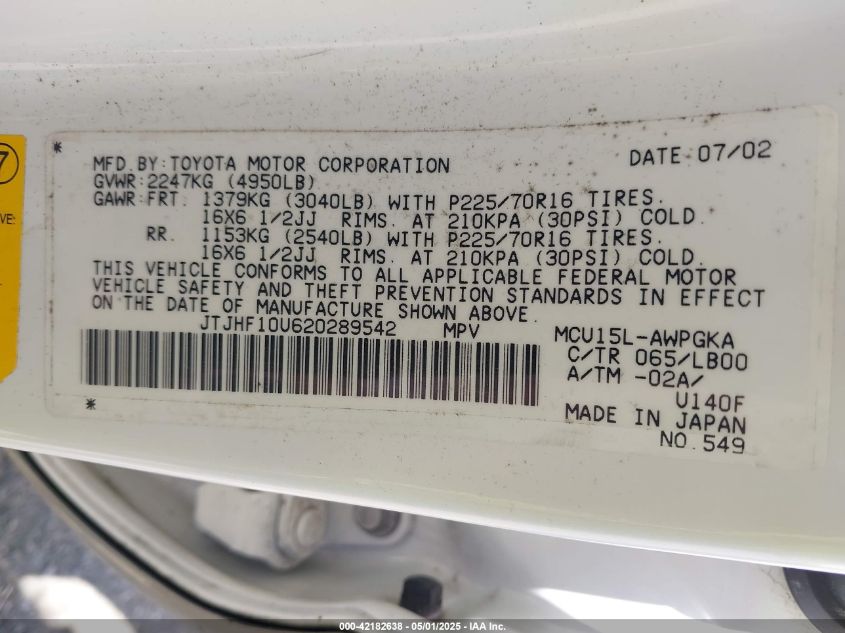 7
VE:
* MFD. BY: TOYOTA MOTOR CORPORATION DATE 07/02
GVWR: 2247KG (4950LB)
GAWR: FRT. 1379KG (3040LB) WITH P225/70R16 TIRES.
16X6 1/2JJ RIMS. AT 210KPA (30PSI) COLD.
RR. 1153KG (2540LB) WITH P225/70R16 TIRES.
16X6 1/2JJ RIMS. AT 210KPA (30PSI) COLD.
THIS VEHICLE CONFORMS TO ALL APPLICABLE FEDERAL MOTOR
VEHICLE SAFETY AND THEFT PREVENTION STANDARDS IN EFFECT
ON THE DATE OF MANUFACTURE SHOWN ABOVE.
JTJHF10U620289542 MPV
MCU15L-AWPGKA
C/TR 065/LB00
A/TM -02A/
U140F
* MADE IN JAPAN
NO. 549
000-42182638 - 05/01/2025 - IAA Inc.